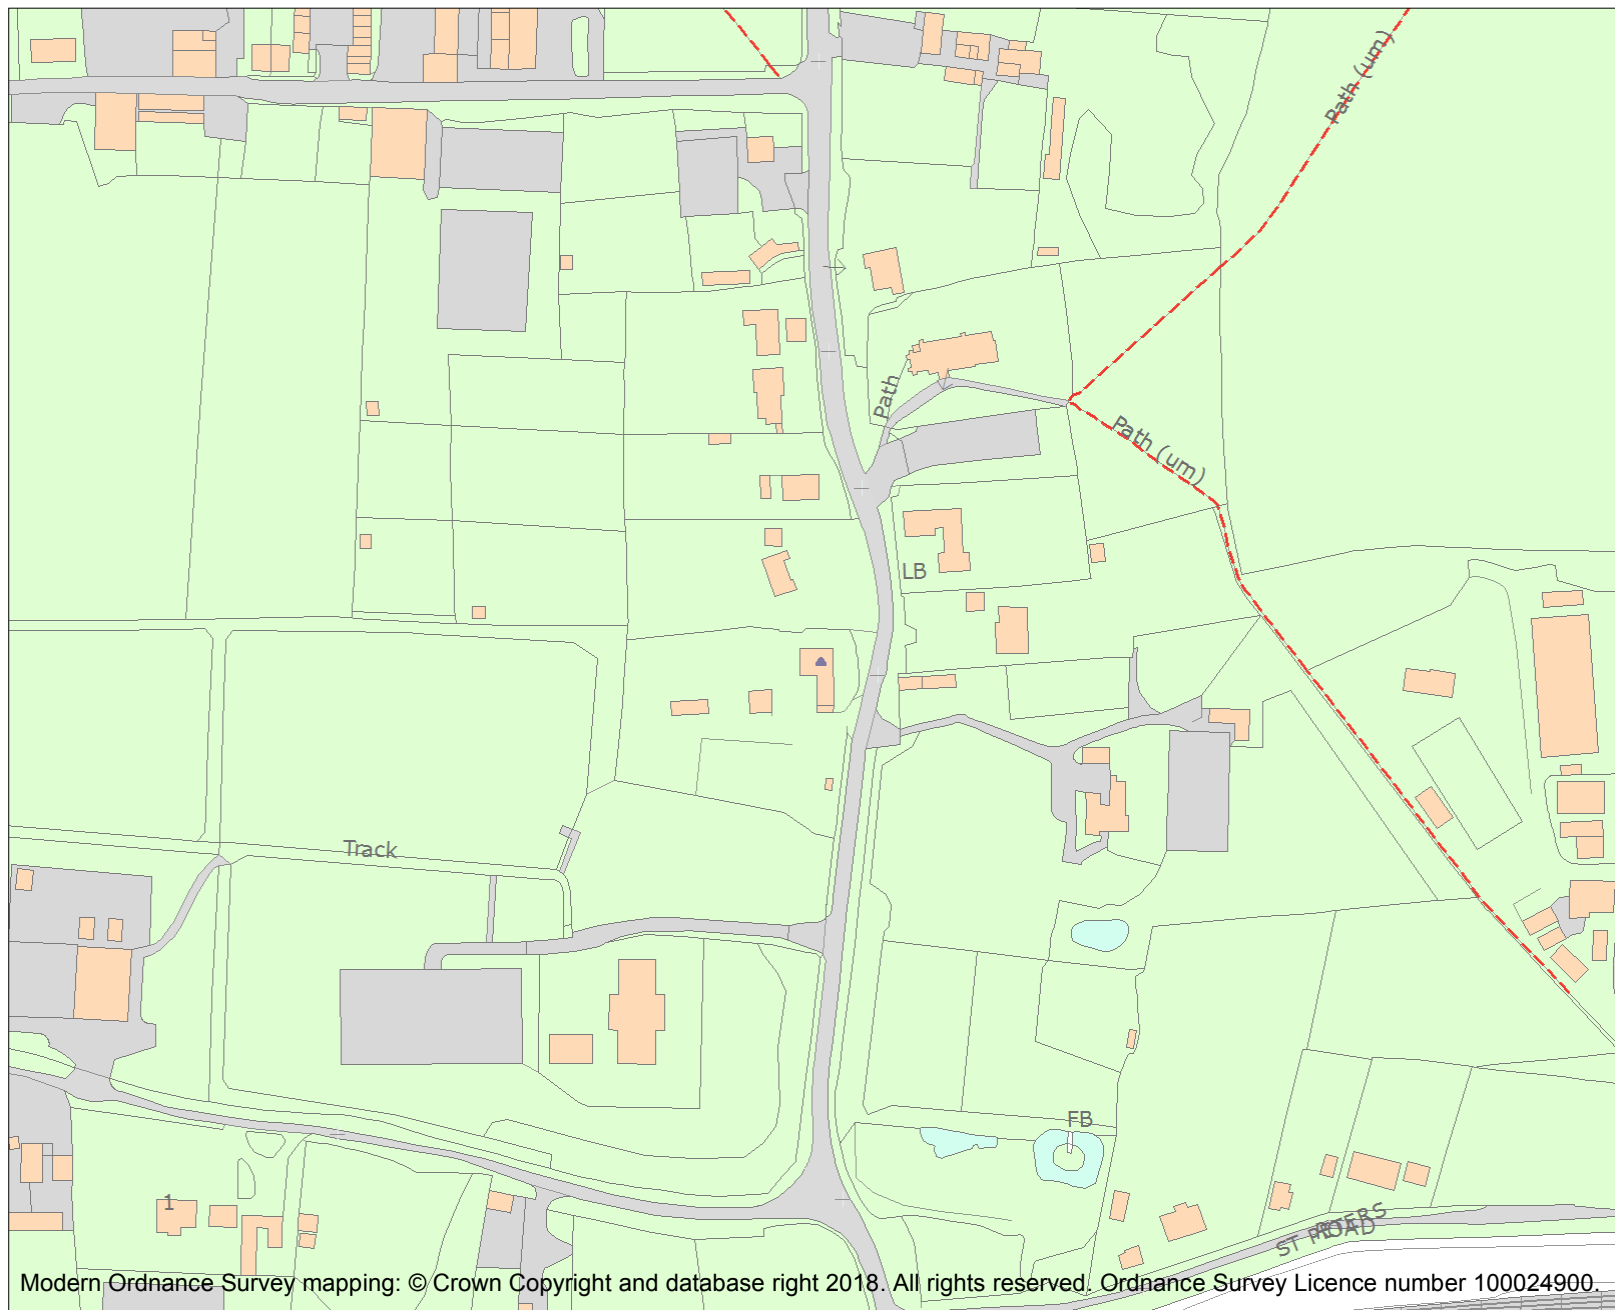 Path (um)
Path
Path (um)
LB
Track
FB
1
ST PETERS
ROAD
Modern Ordnance Survey mapping: © Crown Copyright and database right 2018. All rights reserved. Ordnance Survey Licence number 100024900.